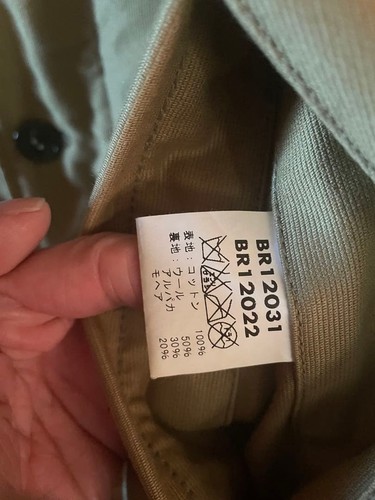 BR12031
BR12022
表地：コットン 100%
裏地：ウール 50%
アルパカ 30%
モヘア 20%